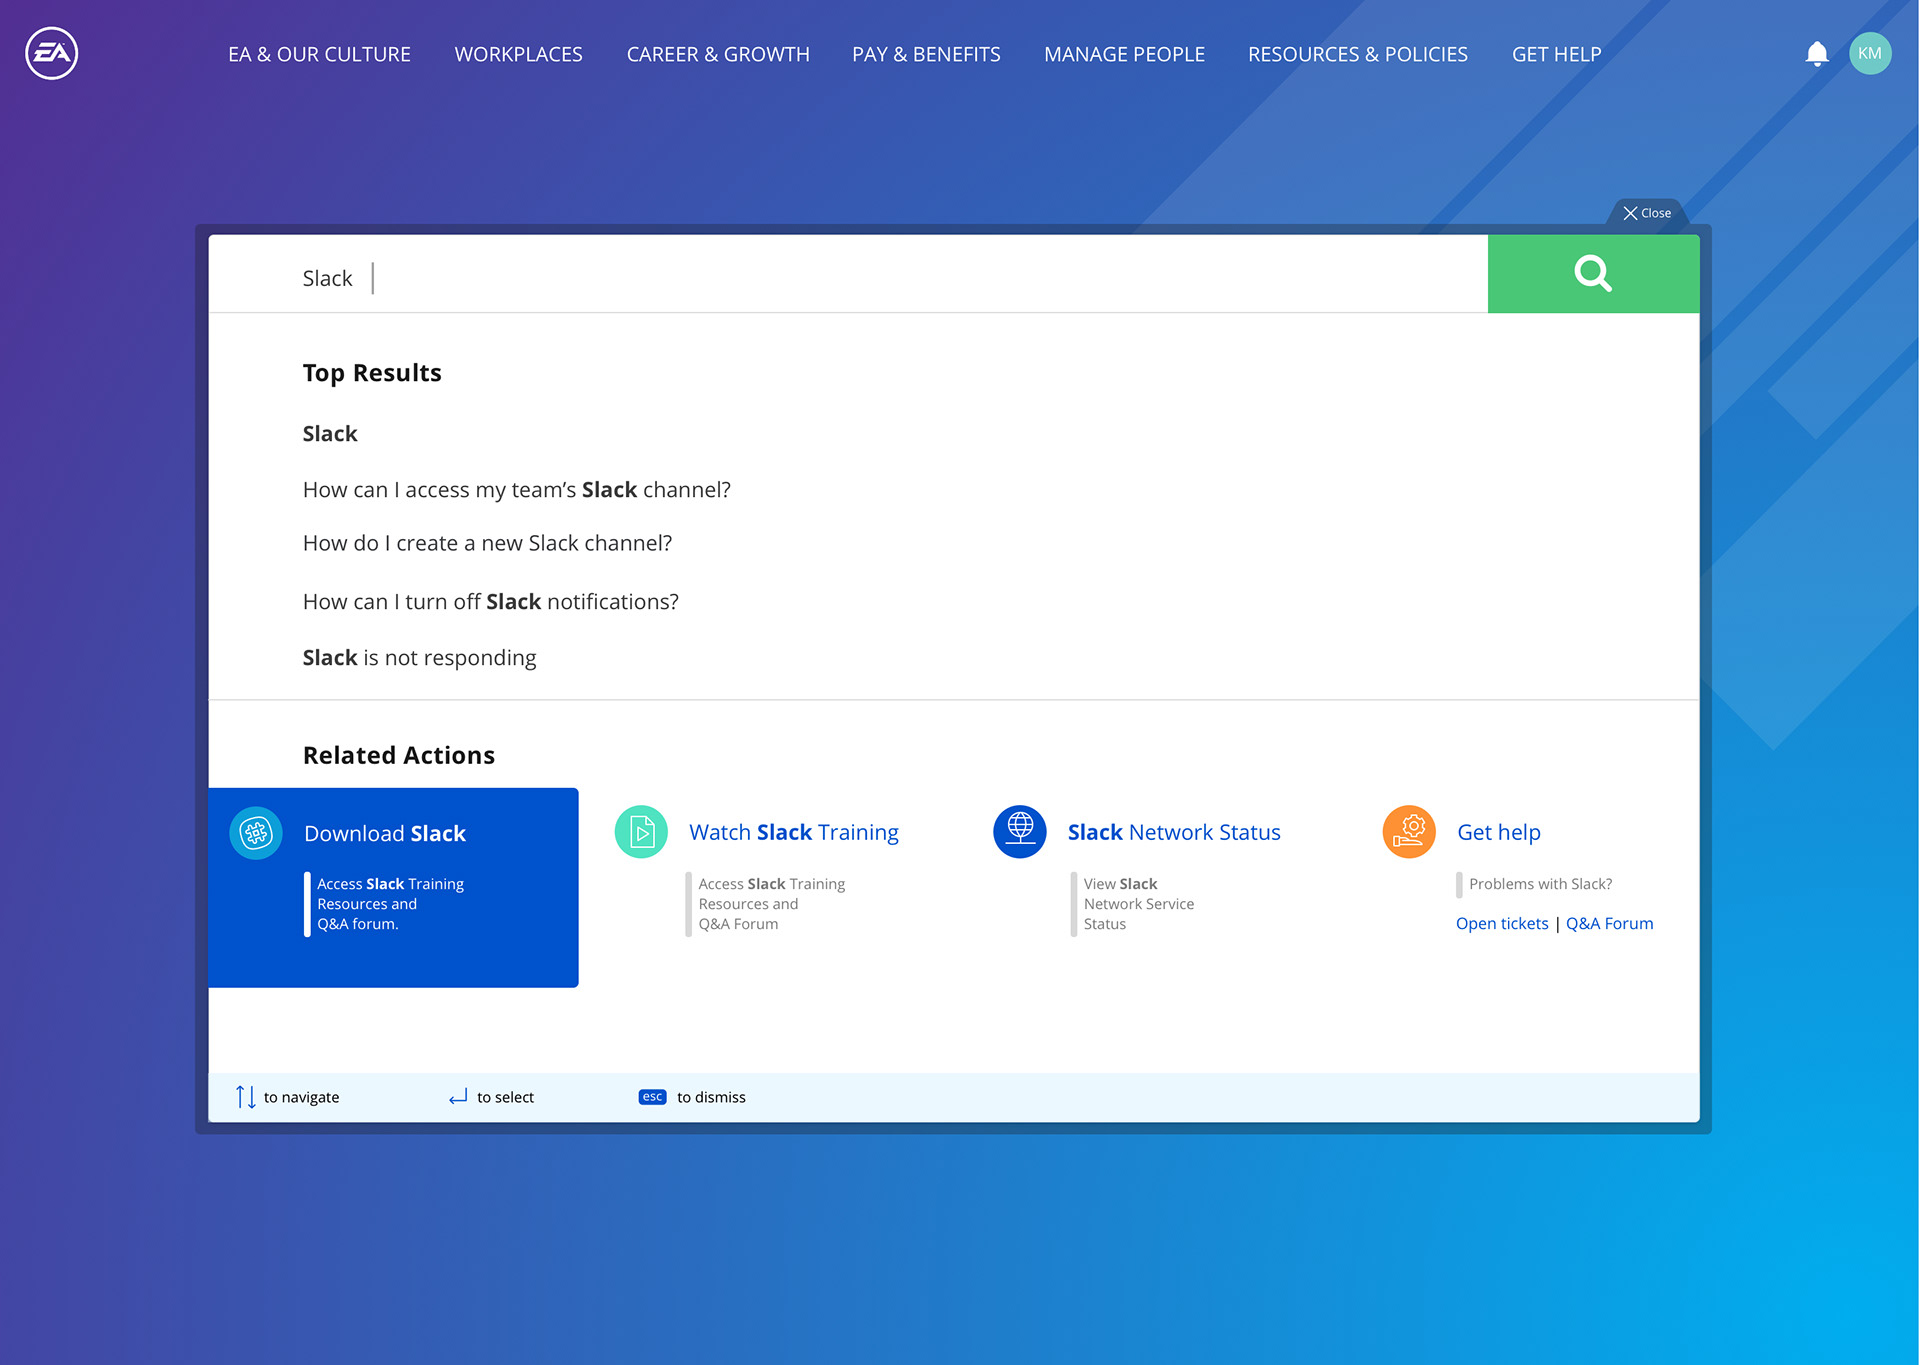 EA
EA & OUR CULTURE WORKPLACES CAREER & GROWTH PAY & BENEFITS MANAGE PEOPLE RESOURCES & POLICIES GET HELP KM
Close
Slack
Top Results
Slack
How can I access my team’s Slack channel?
How do I create a new Slack channel?
How can I turn off Slack notifications?
Slack is not responding
Related Actions
Download Slack
Access Slack Training
Resources and
Q&A forum.
Watch Slack Training
Access Slack Training
Resources and
Q&A Forum
Slack Network Status
View Slack
Network Service
Status
Get help
Problems with Slack?
Open tickets | Q&A Forum
to navigate
to select
esc to dismiss